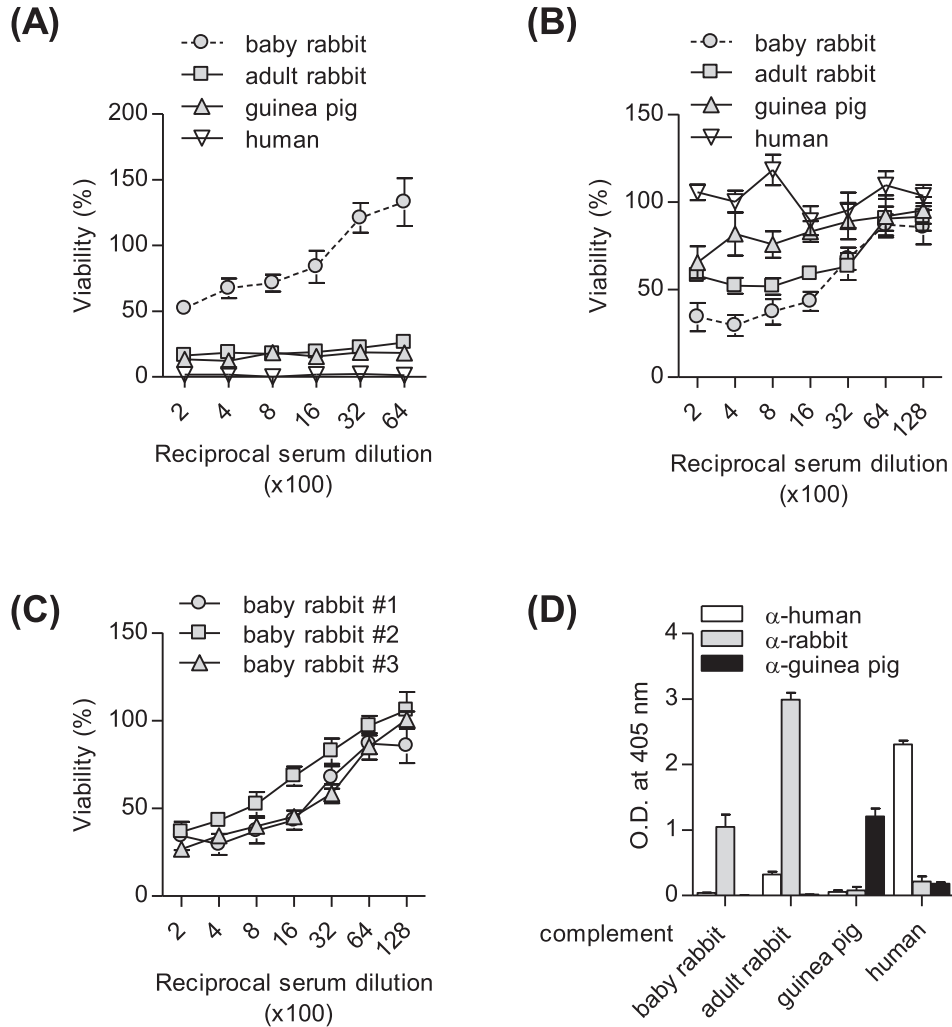 (A)
baby rabbit
adult rabbit
guinea pig
human
200
150
100
50
0
Viability (%)
2 4 8 16 32 64
Reciprocal serum dilution
(x100)
(B)
baby rabbit
adult rabbit
guinea pig
human
150
100
50
0
Viability (%)
2 4 8 16 32 64 128
Reciprocal serum dilution
(x100)
(C)
baby rabbit #1
baby rabbit #2
baby rabbit #3
150
100
50
0
Viability (%)
2 4 8 16 32 64 128
Reciprocal serum dilution
(x100)
(D)
α-human
α-rabbit
α-guinea pig
4
3
2
1
0
O.D. at 405 nm
complement
baby rabbit
adult rabbit
guinea pig
human